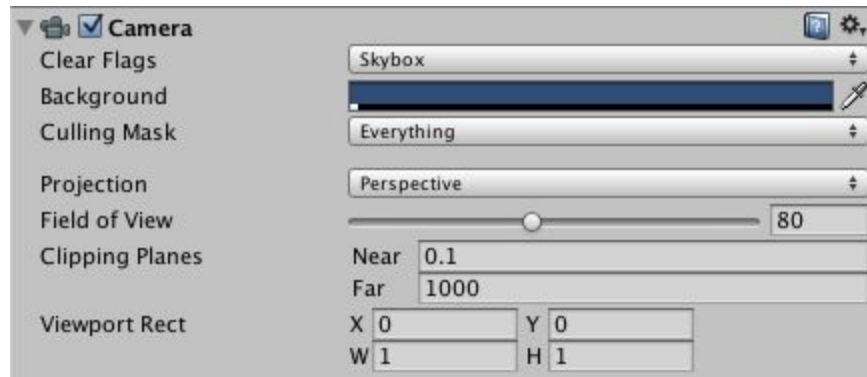 Camera
Clear Flags Skybox
Background
Culling Mask Everything
Projection Perspective
Field of View 80
Clipping Planes Near 0.1
Far 1000
Viewport Rect X 0 Y 0
W 1 H 1